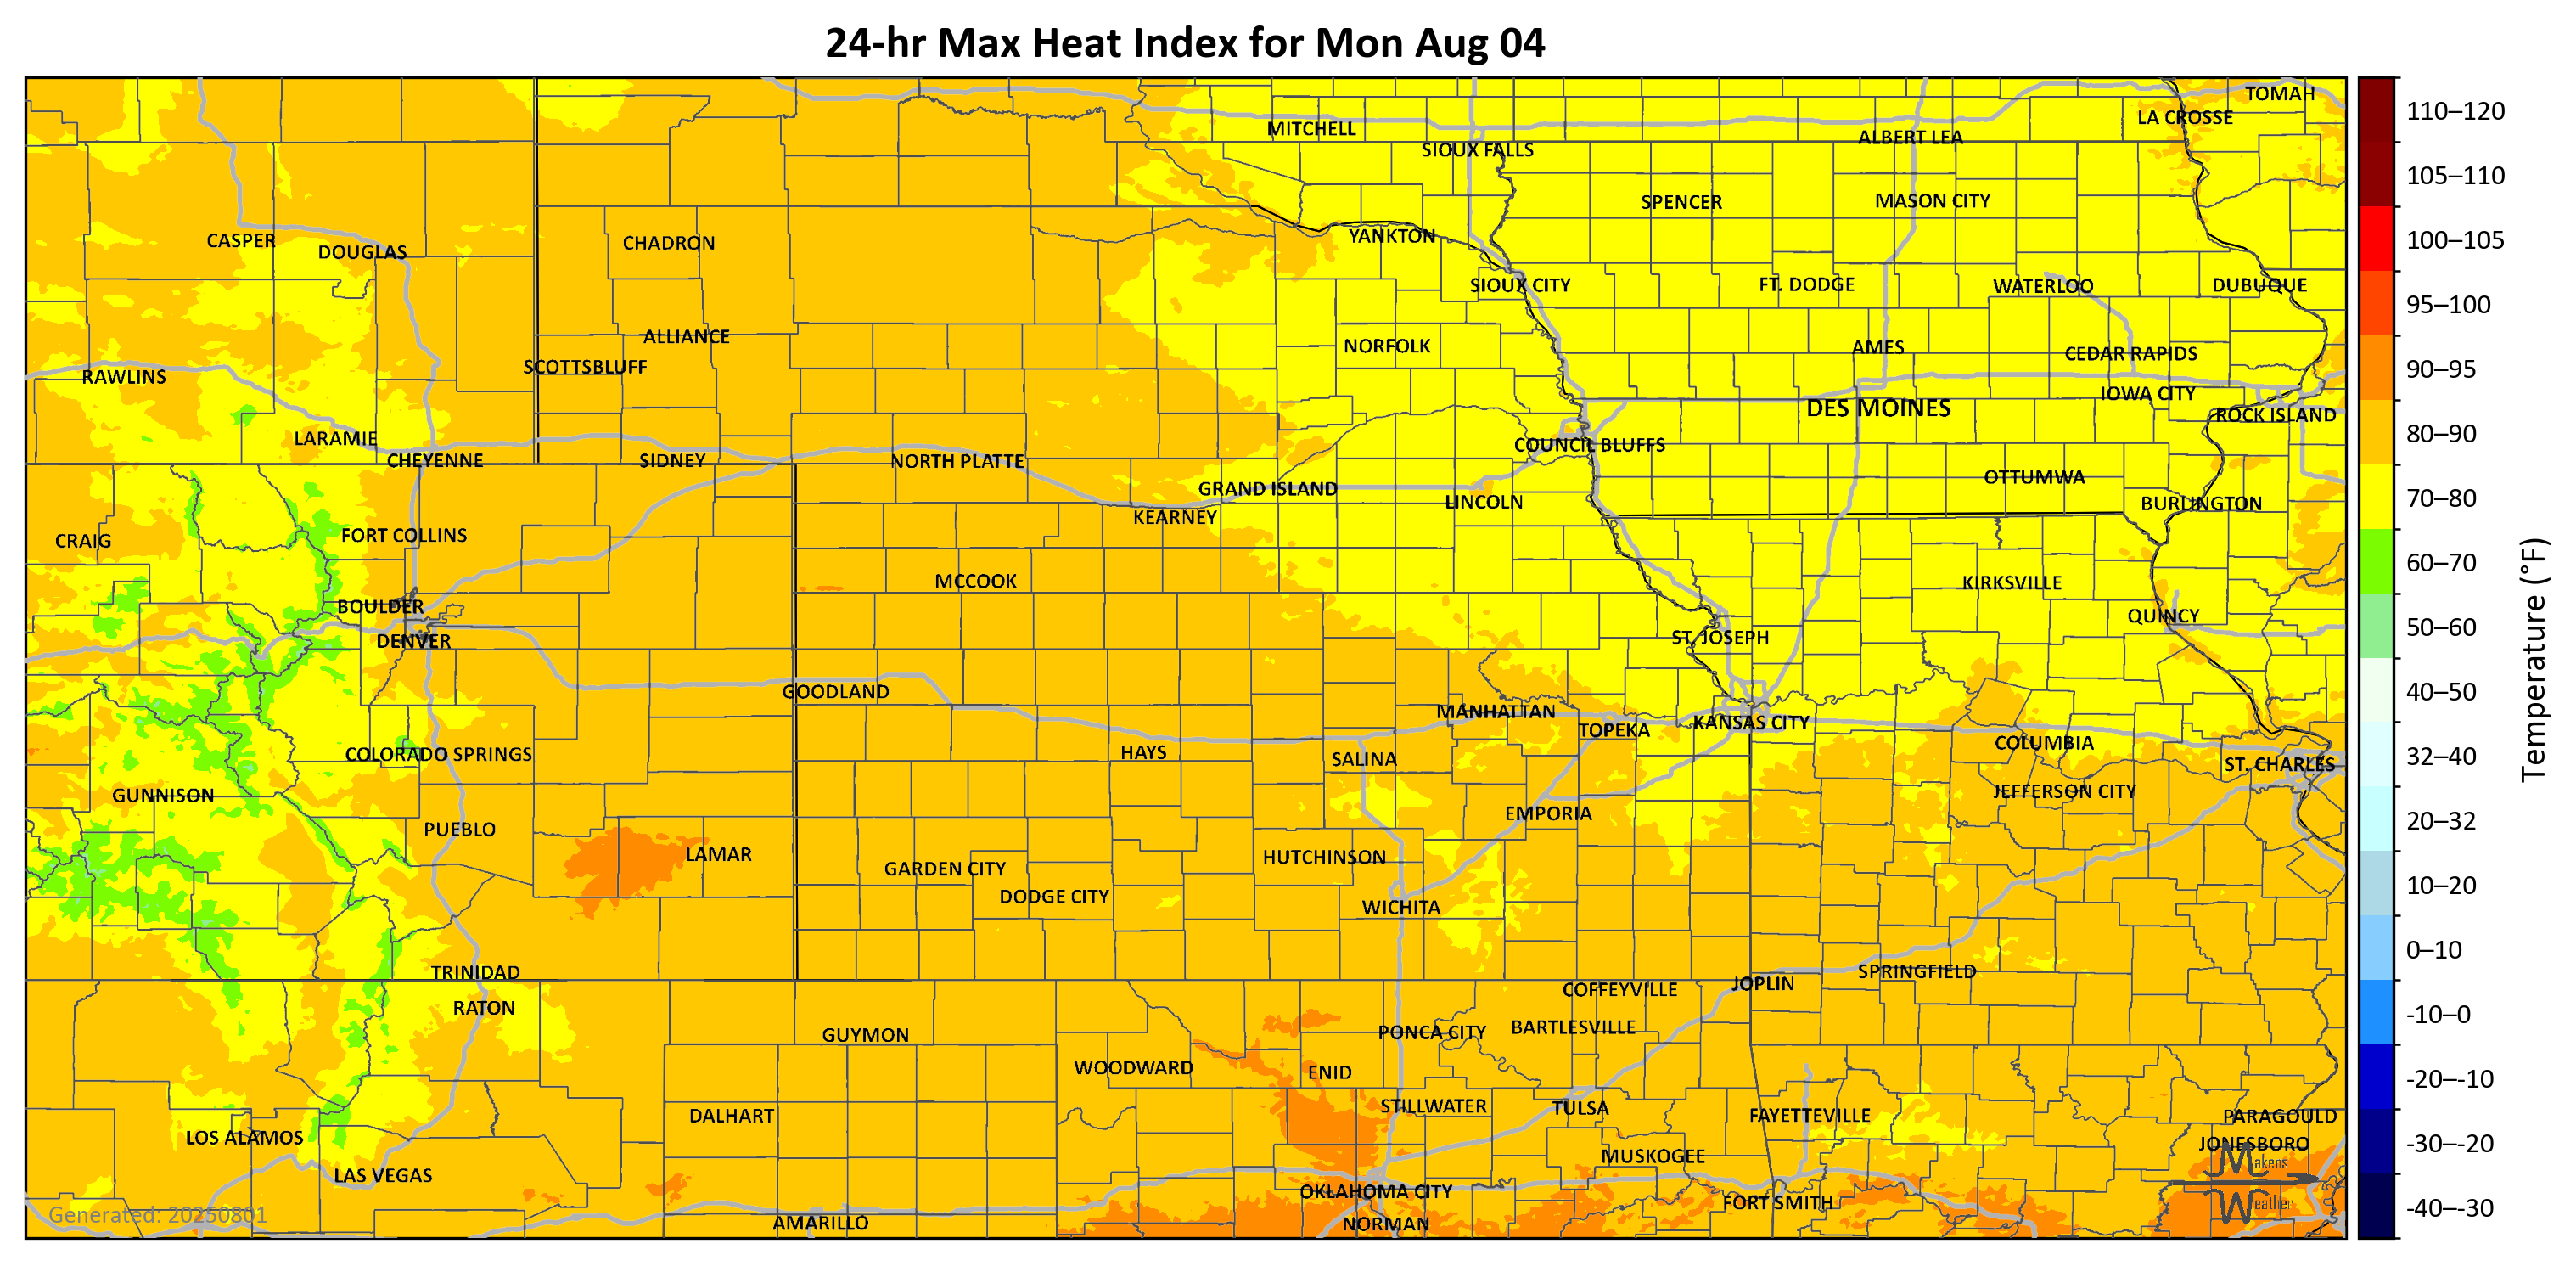 24-hr Max Heat Index for Mon Aug 04
TOMAH
LA CROSSE
MITCHELL
ALBERT LEA
SIOUX FALLS
SPENCER
MASON CITY
CASPER
DOUGLAS
CHADRON
YANKTON
SIOUX CITY
FT. DODGE
WATERLOO
DUBUQUE
ALLIANCE
NORFOLK
AMES
CEDAR RAPIDS
SCOTTSBLUFF
RAWLINS
IOWA CITY
DES MOINES
ROCK ISLAND
LARAMIE
COUNCIL BLUFFS
CHEYENNE
SIDNEY
NORTH PLATTE
OTTUMWA
GRAND ISLAND
LINCOLN
BURLINGTON
KEARNEY
CRAIG
FORT COLLINS
MCCOOK
KIRKSVILLE
BOULDER
QUINCY
DENVER
ST. JOSEPH
GOODLAND
MANHATTAN
KANSAS CITY
TOPEKA
COLUMBIA
COLORADO SPRINGS
HAYS
SALINA
ST. CHARLES
GUNNISON
JEFFERSON CITY
EMPORIA
PUEBLO
LAMAR
HUTCHINSON
GARDEN CITY
DODGE CITY
WICHITA
TRINIDAD
SPRINGFIELD
JOPLIN
COFFEYVILLE
RATON
BARTLESVILLE
PONCA CITY
GUYMON
WOODWARD
ENID
STILLWATER
TULSA
DALHART
FAYETTEVILLE
PARAGOULD
LOS ALAMOS
JONESBORO
MUSKOGEE
LAS VEGAS
OKLAHOMA CITY
FORT SMITH
AMARILLO
NORMAN
Generated: 20250801
Makens
Weather
110–120
105–110
100–105
95–100
90–95
80–90
70–80
60–70
50–60
40–50
32–40
20–32
10–20
0–10
-10–0
-20–-10
-30–-20
-40–-30
Temperature (°F)